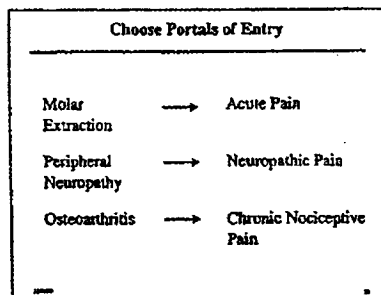 Choose Portals of Entry
Molar Extraction → Acute Pain
Peripheral Neuropathy → Neuropathic Pain
Osteoarthritis → Chronic Nociceptive Pain